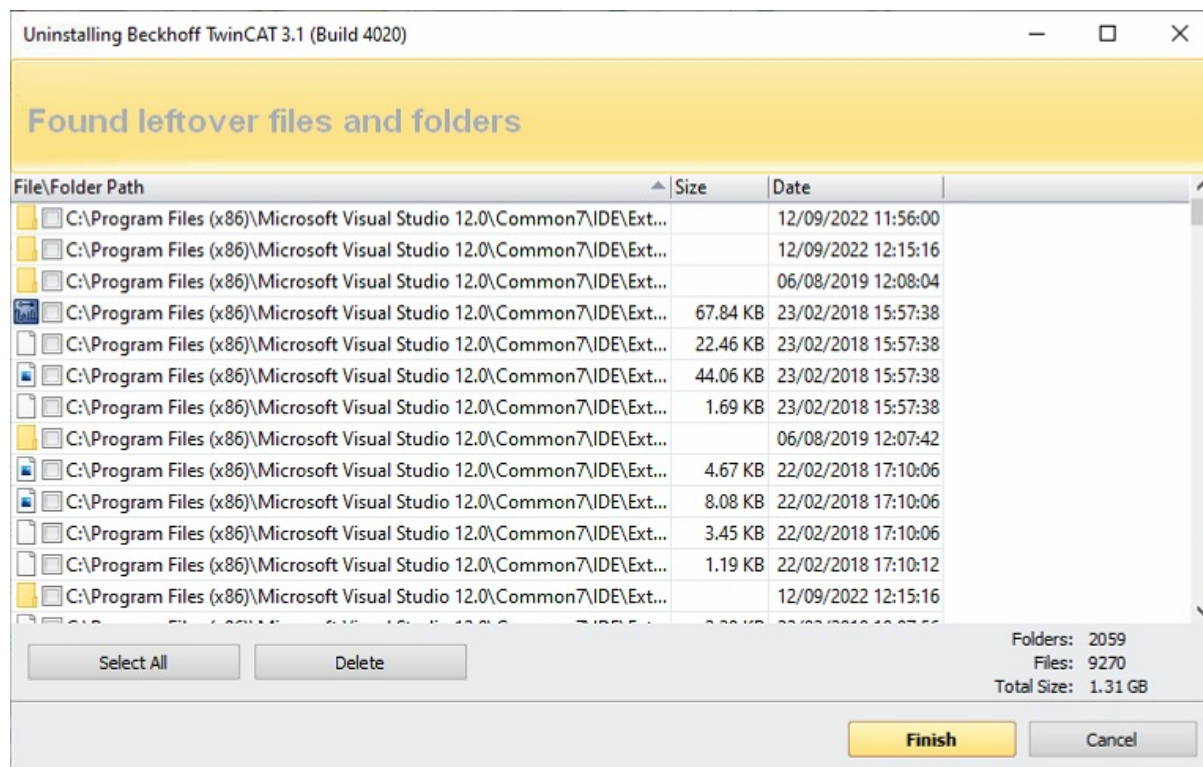 Uninstalling Beckhoff TwinCAT 3.1 (Build 4020)
Found leftover files and folders
File\Folder Path Size Date
C:\Program Files (x86)\Microsoft Visual Studio 12.0\Common7\IDE\Ext... 12/09/2022 11:56:00
C:\Program Files (x86)\Microsoft Visual Studio 12.0\Common7\IDE\Ext... 12/09/2022 12:15:16
C:\Program Files (x86)\Microsoft Visual Studio 12.0\Common7\IDE\Ext... 06/08/2019 12:08:04
C:\Program Files (x86)\Microsoft Visual Studio 12.0\Common7\IDE\Ext... 67.84 KB 23/02/2018 15:57:38
C:\Program Files (x86)\Microsoft Visual Studio 12.0\Common7\IDE\Ext... 22.46 KB 23/02/2018 15:57:38
C:\Program Files (x86)\Microsoft Visual Studio 12.0\Common7\IDE\Ext... 44.06 KB 23/02/2018 15:57:38
C:\Program Files (x86)\Microsoft Visual Studio 12.0\Common7\IDE\Ext... 1.69 KB 23/02/2018 15:57:38
C:\Program Files (x86)\Microsoft Visual Studio 12.0\Common7\IDE\Ext... 06/08/2019 12:07:42
C:\Program Files (x86)\Microsoft Visual Studio 12.0\Common7\IDE\Ext... 4.67 KB 22/02/2018 17:10:06
C:\Program Files (x86)\Microsoft Visual Studio 12.0\Common7\IDE\Ext... 8.08 KB 22/02/2018 17:10:06
C:\Program Files (x86)\Microsoft Visual Studio 12.0\Common7\IDE\Ext... 3.45 KB 22/02/2018 17:10:06
C:\Program Files (x86)\Microsoft Visual Studio 12.0\Common7\IDE\Ext... 1.19 KB 22/02/2018 17:10:12
C:\Program Files (x86)\Microsoft Visual Studio 12.0\Common7\IDE\Ext... 12/09/2022 12:15:16
Select All Delete
Folders: 2059
Files: 9270
Total Size: 1.31 GB
Finish Cancel